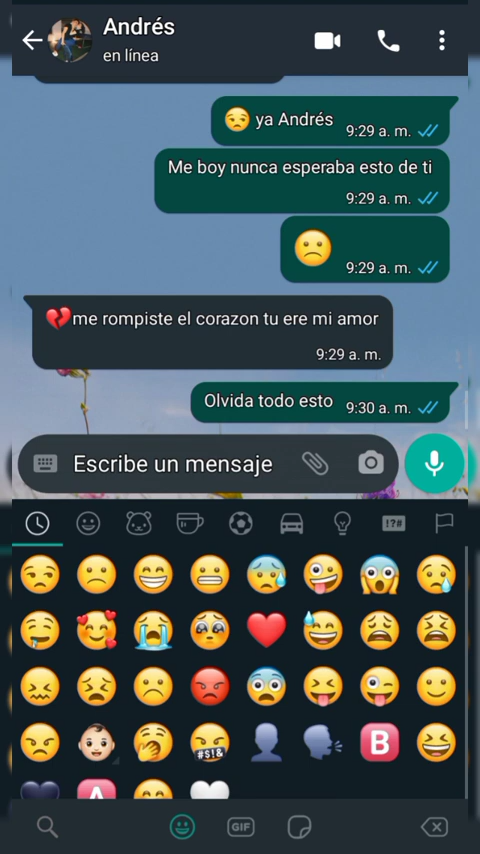 Andrés
en línea
😒 ya Andrés 9:29 a. m.
Me boy nunca esperaba esto de ti
9:29 a. m.
🙁
9:29 a. m.
💔me rompiste el corazon tu ere mi amor
9:29 a. m.
Olvida todo esto 9:30 a. m.
Escribe un mensaje
!?#
#$!&
B
A
GIF